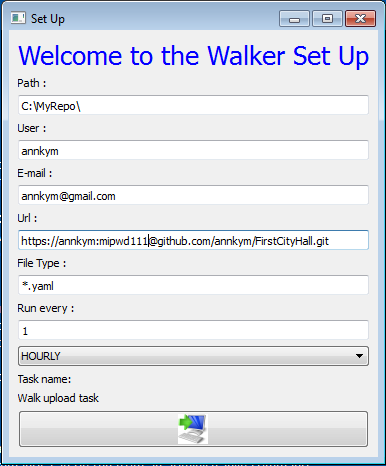 Set Up
Welcome to the Walker Set Up
Path :
C:\MyRepo\
User :
annkym
E-mail :
annkym@gmail.com
Url :
https://annkym:mipwd111@github.com/annkym/FirstCityHall.git
File Type :
*.yaml
Run every :
1
HOURLY
Task name:
Walk upload task